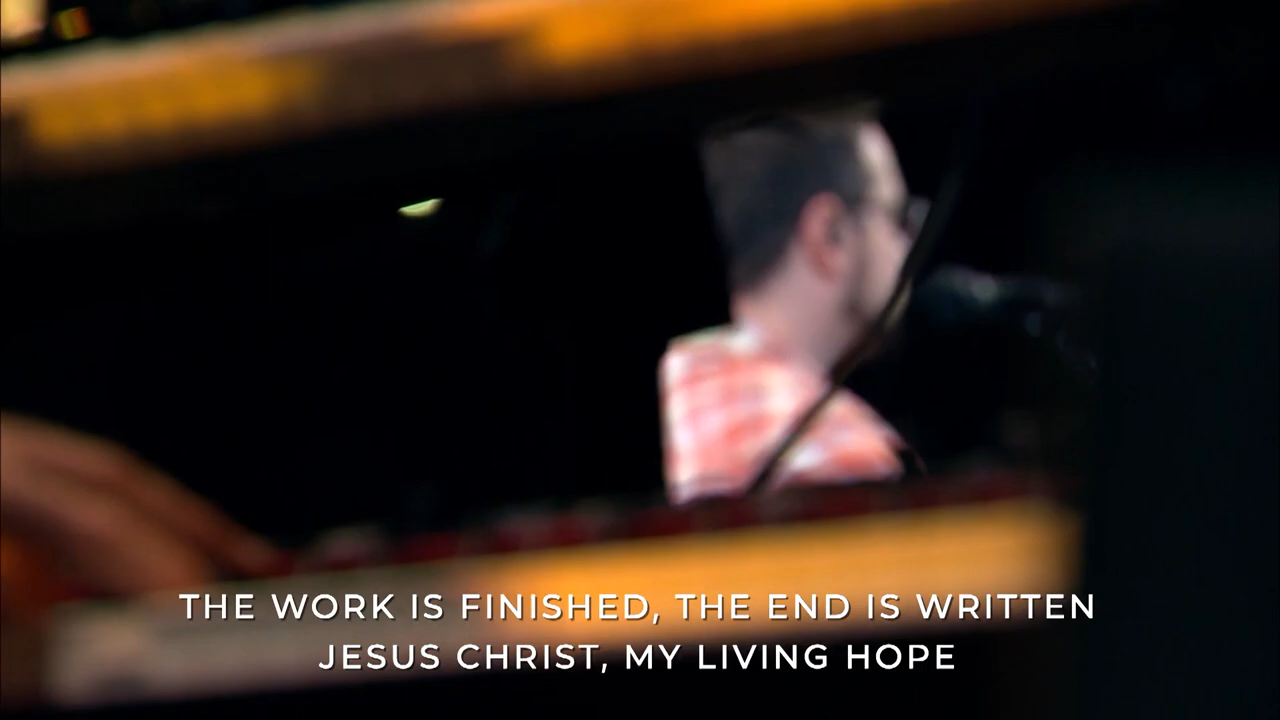 THE WORK IS FINISHED, THE END IS WRITTEN
JESUS CHRIST, MY LIVING HOPE